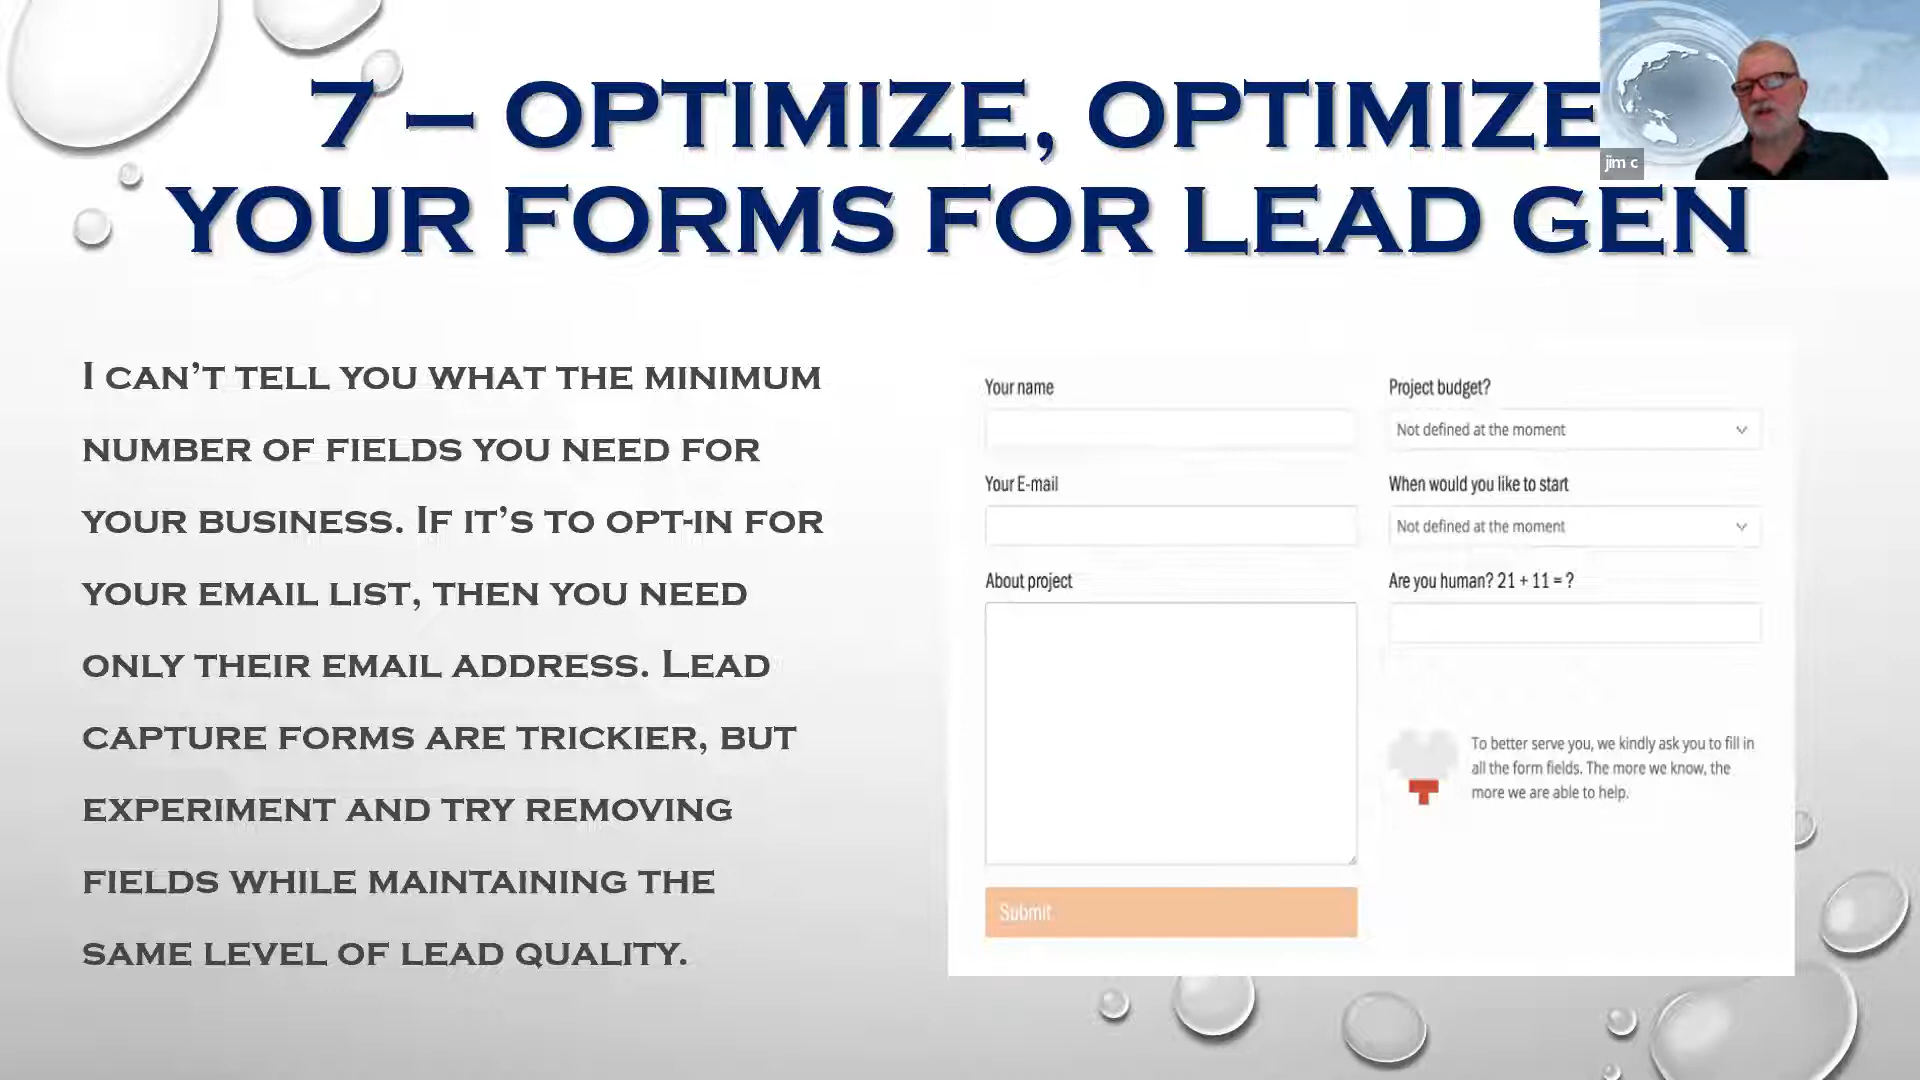 7 – OPTIMIZE, OPTIMIZE
YOUR FORMS FOR LEAD GEN
jim c
I CAN'T TELL YOU WHAT THE MINIMUM
NUMBER OF FIELDS YOU NEED FOR
YOUR BUSINESS. IF IT'S TO OPT-IN FOR
YOUR EMAIL LIST, THEN YOU NEED
ONLY THEIR EMAIL ADDRESS. LEAD
CAPTURE FORMS ARE TRICKIER, BUT
EXPERIMENT AND TRY REMOVING
FIELDS WHILE MAINTAINING THE
SAME LEVEL OF LEAD QUALITY.
Your name
Your E-mail
About project
Submit
Project budget?
Not defined at the moment
When would you like to start
Not defined at the moment
Are you human? 21 + 11 = ?
To better serve you, we kindly ask you to fill in
all the form fields. The more we know, the
more we are able to help.